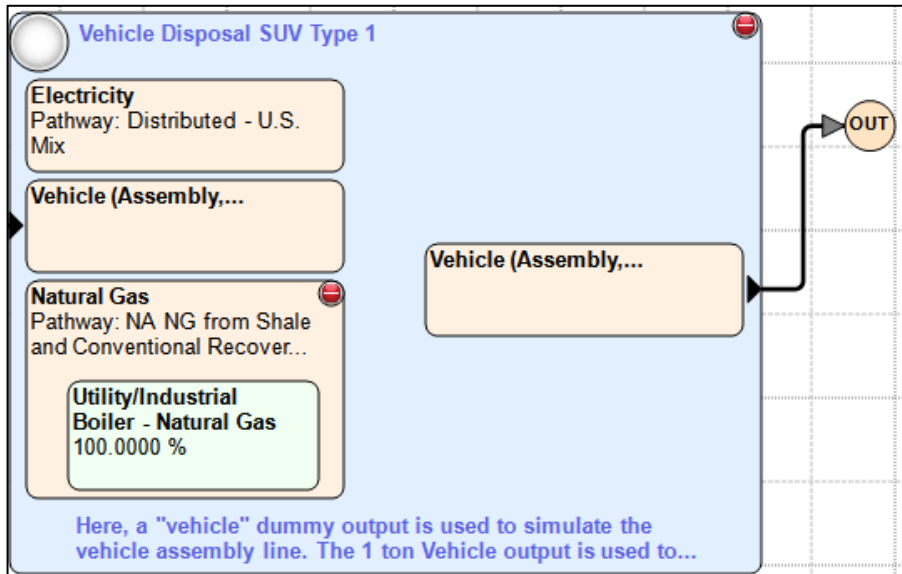 Vehicle Disposal SUV Type 1
Electricity
Pathway: Distributed - U.S.
Mix
Vehicle (Assembly,...
Natural Gas
Pathway: NA NG from Shale
and Conventional Recover...
Utility/Industrial
Boiler - Natural Gas
100.0000 %
Vehicle (Assembly,...
OUT
Here, a "vehicle" dummy output is used to simulate the
vehicle assembly line. The 1 ton Vehicle output is used to...